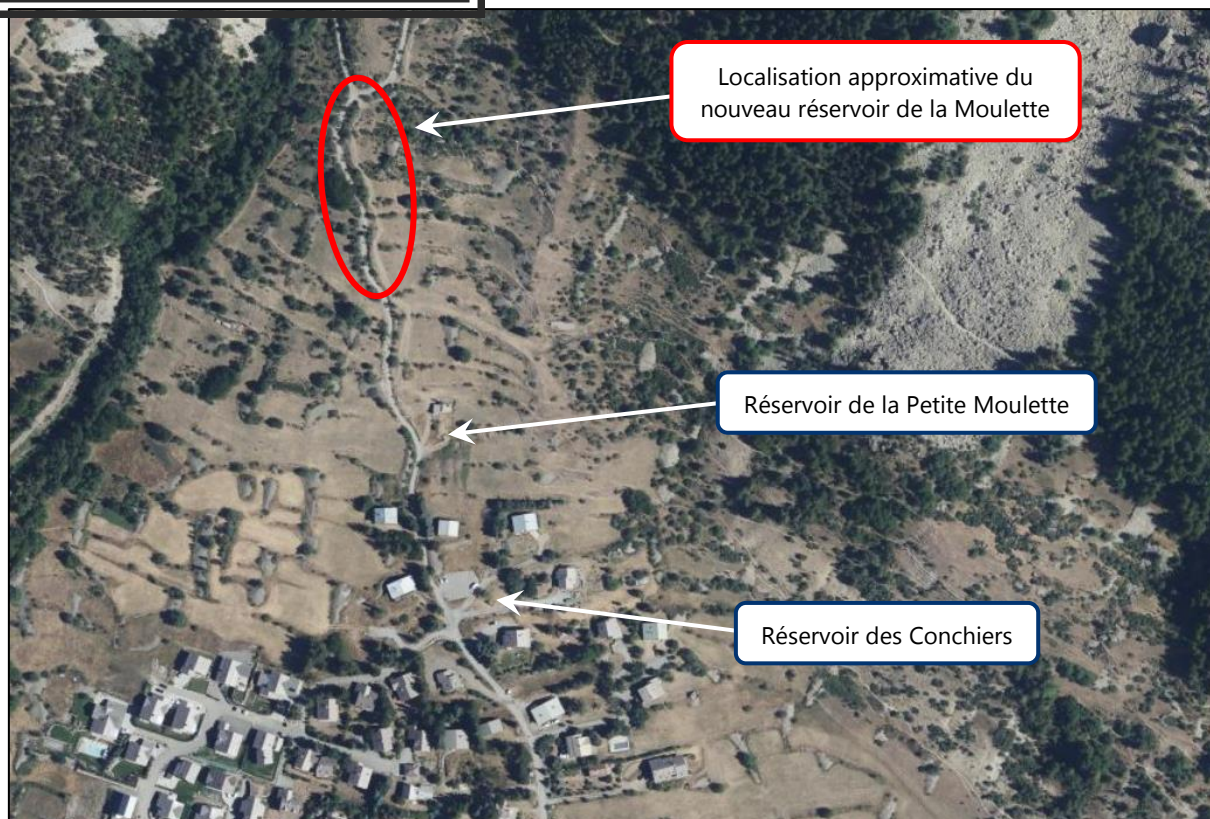 Localisation approximative du
nouveau réservoir de la Moulette
Réservoir de la Petite Moulette
Réservoir des Conchiers